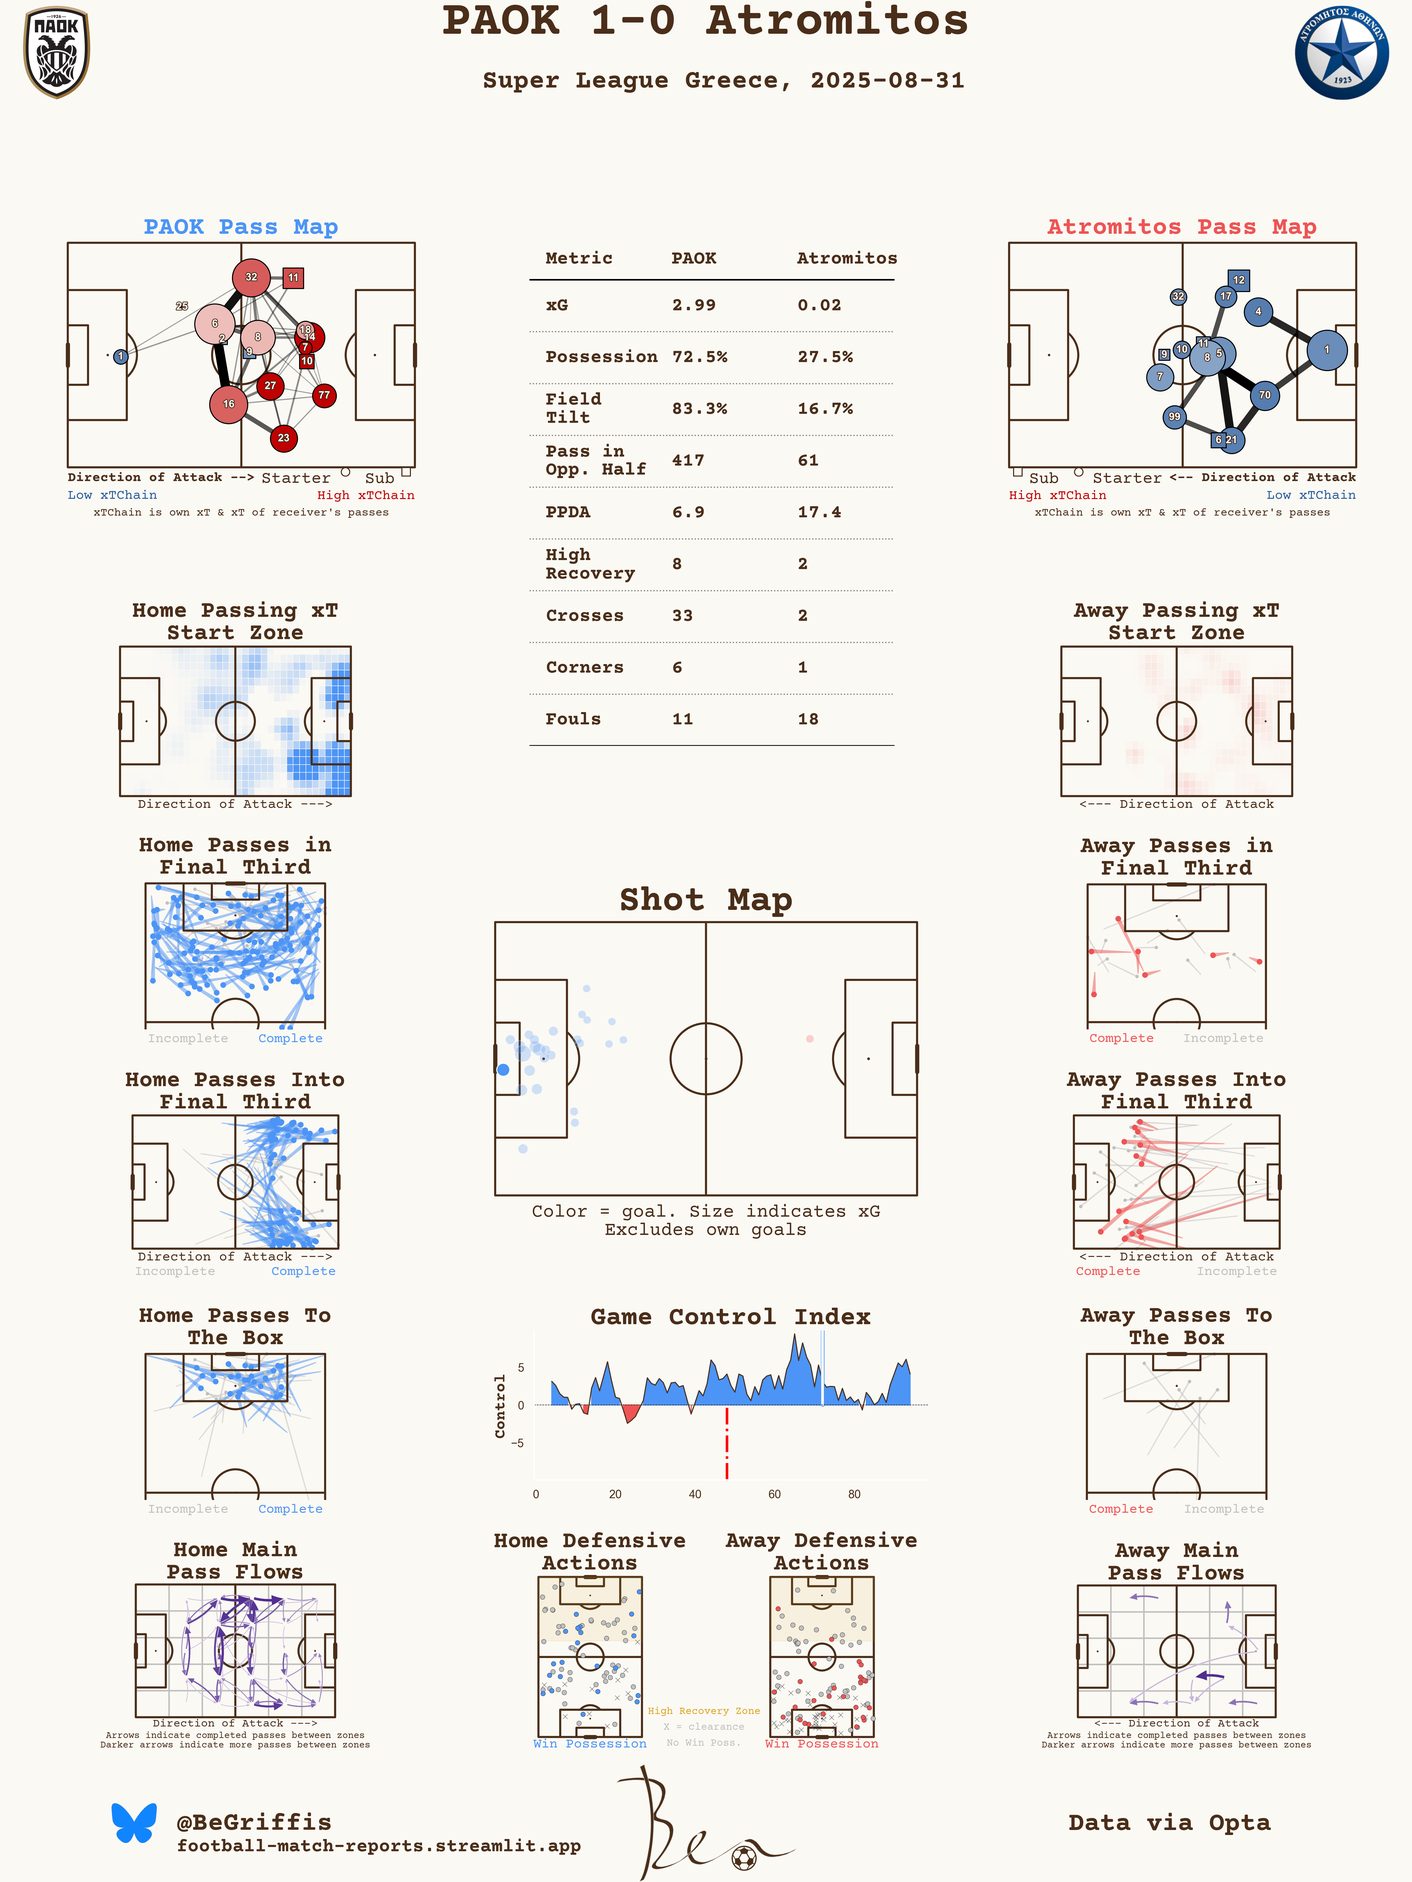 PAOK 1-0 Atromitos
Super League Greece, 2025-08-31
1926
ΠΑΟΚ
ΑΤΡΟΜΗΤΟΣ ΑΘΗΝΩΝ
1923
PAOK Pass Map
32
11
25
6
2
8
18
14
7
9
10
1
27
77
16
23
Direction of Attack --> Starter Sub
Low xTChain High xTChain
xTChain is own xT & xT of receiver's passes
Metric PAOK Atromitos
xG 2.99 0.02
Possession 72.5% 27.5%
Field
Tilt 83.3% 16.7%
Pass in
Opp. Half 417 61
PPDA 6.9 17.4
High
Recovery 8 2
Crosses 33 2
Corners 6 1
Fouls 11 18
Atromitos Pass Map
12
32
17
4
11
10
5
9
8
1
7
70
99
6
21
Sub Starter <-- Direction of Attack
High xTChain Low xTChain
xTChain is own xT & xT of receiver's passes
Home Passing xT
Start Zone
Direction of Attack --->
Away Passing xT
Start Zone
<--- Direction of Attack
Home Passes in
Final Third
Incomplete Complete
Away Passes in
Final Third
Complete Incomplete
Shot Map
Color = goal. Size indicates xG
Excludes own goals
Home Passes Into
Final Third
Direction of Attack --->
Incomplete Complete
Away Passes Into
Final Third
<--- Direction of Attack
Complete Incomplete
Home Passes To
The Box
Incomplete Complete
Game Control Index
Control
5
0
−5
0 20 40 60 80
Away Passes To
The Box
Complete Incomplete
Home Main
Pass Flows
Direction of Attack --->
Arrows indicate completed passes between zones
Darker arrows indicate more passes between zones
Home Defensive
Actions
Win Possession
Away Defensive
Actions
Win Possession
High Recovery Zone
X = clearance
No Win Poss.
Away Main
Pass Flows
<--- Direction of Attack
Arrows indicate completed passes between zones
Darker arrows indicate more passes between zones
@BeGriffis
football-match-reports.streamlit.app
Ben
Data via Opta